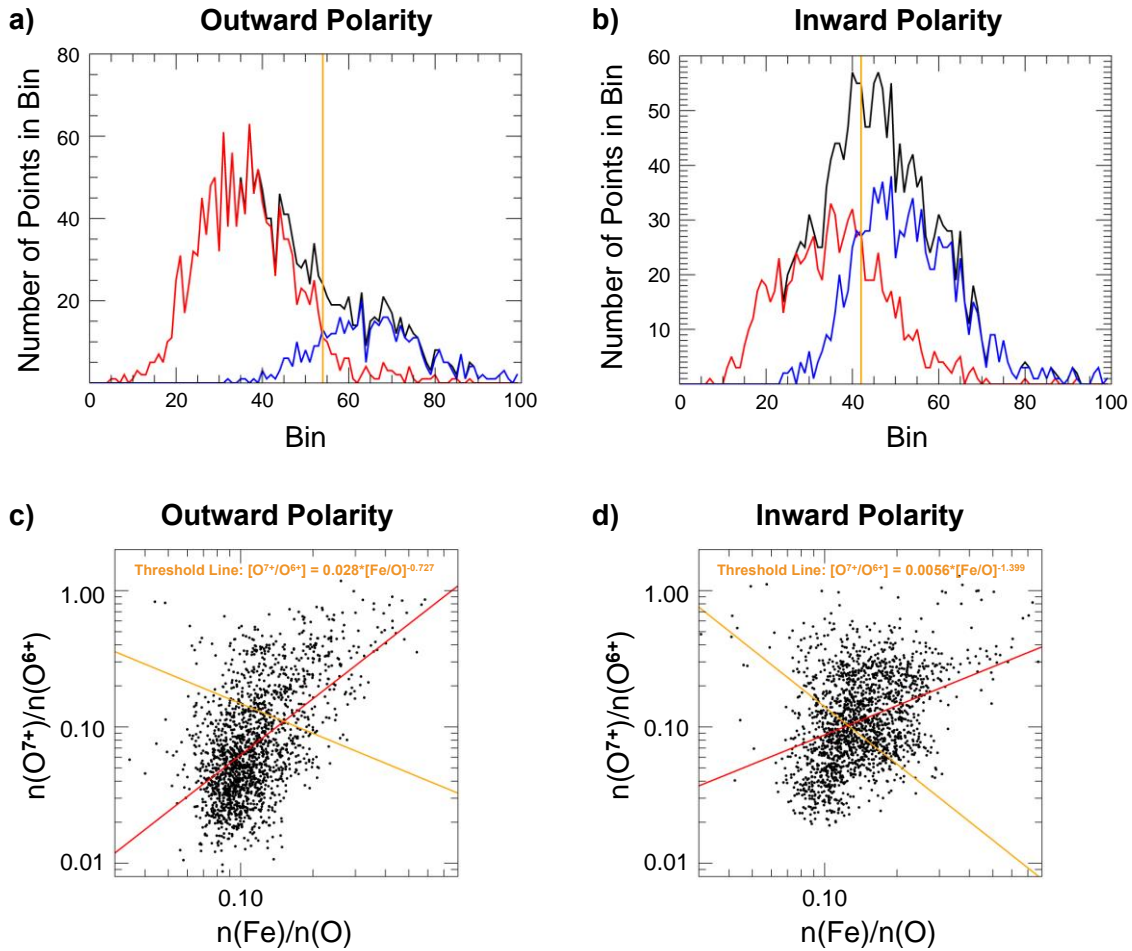 a) Outward Polarity
Number of Points in Bin
80
60
40
20
0 20 40 60 80 100
Bin
b) Inward Polarity
Number of Points in Bin
60
50
40
30
20
10
0 20 40 60 80 100
Bin
c) Outward Polarity
Threshold Line: [O⁷⁺/O⁶⁺] = 0.028*[Fe/O]⁻⁰·⁷²⁷
n(O⁷⁺)/n(O⁶⁺)
1.00
0.10
0.01
0.10
n(Fe)/n(O)
d) Inward Polarity
Threshold Line: [O⁷⁺/O⁶⁺] = 0.0056*[Fe/O]⁻¹·³⁹⁹
n(O⁷⁺)/n(O⁶⁺)
1.00
0.10
0.01
0.10
n(Fe)/n(O)